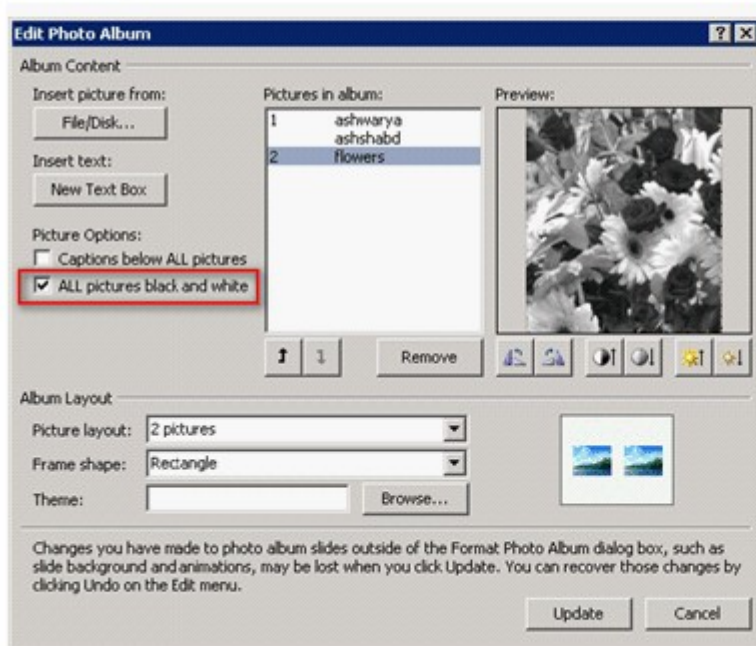 Edit Photo Album
Album Content
Insert picture from:
File/Disk...
Insert text:
New Text Box
Picture Options:
Captions below ALL pictures
ALL pictures black and white
Pictures in album:
1 ashwarya
ashshabd
2 flowers
Remove
Preview:
Album Layout
Picture layout: 2 pictures
Frame shape: Rectangle
Theme:
Browse...
Changes you have made to photo album slides outside of the Format Photo Album dialog box, such as
slide background and animations, may be lost when you click Update. You can recover those changes by
clicking Undo on the Edit menu.
Update
Cancel